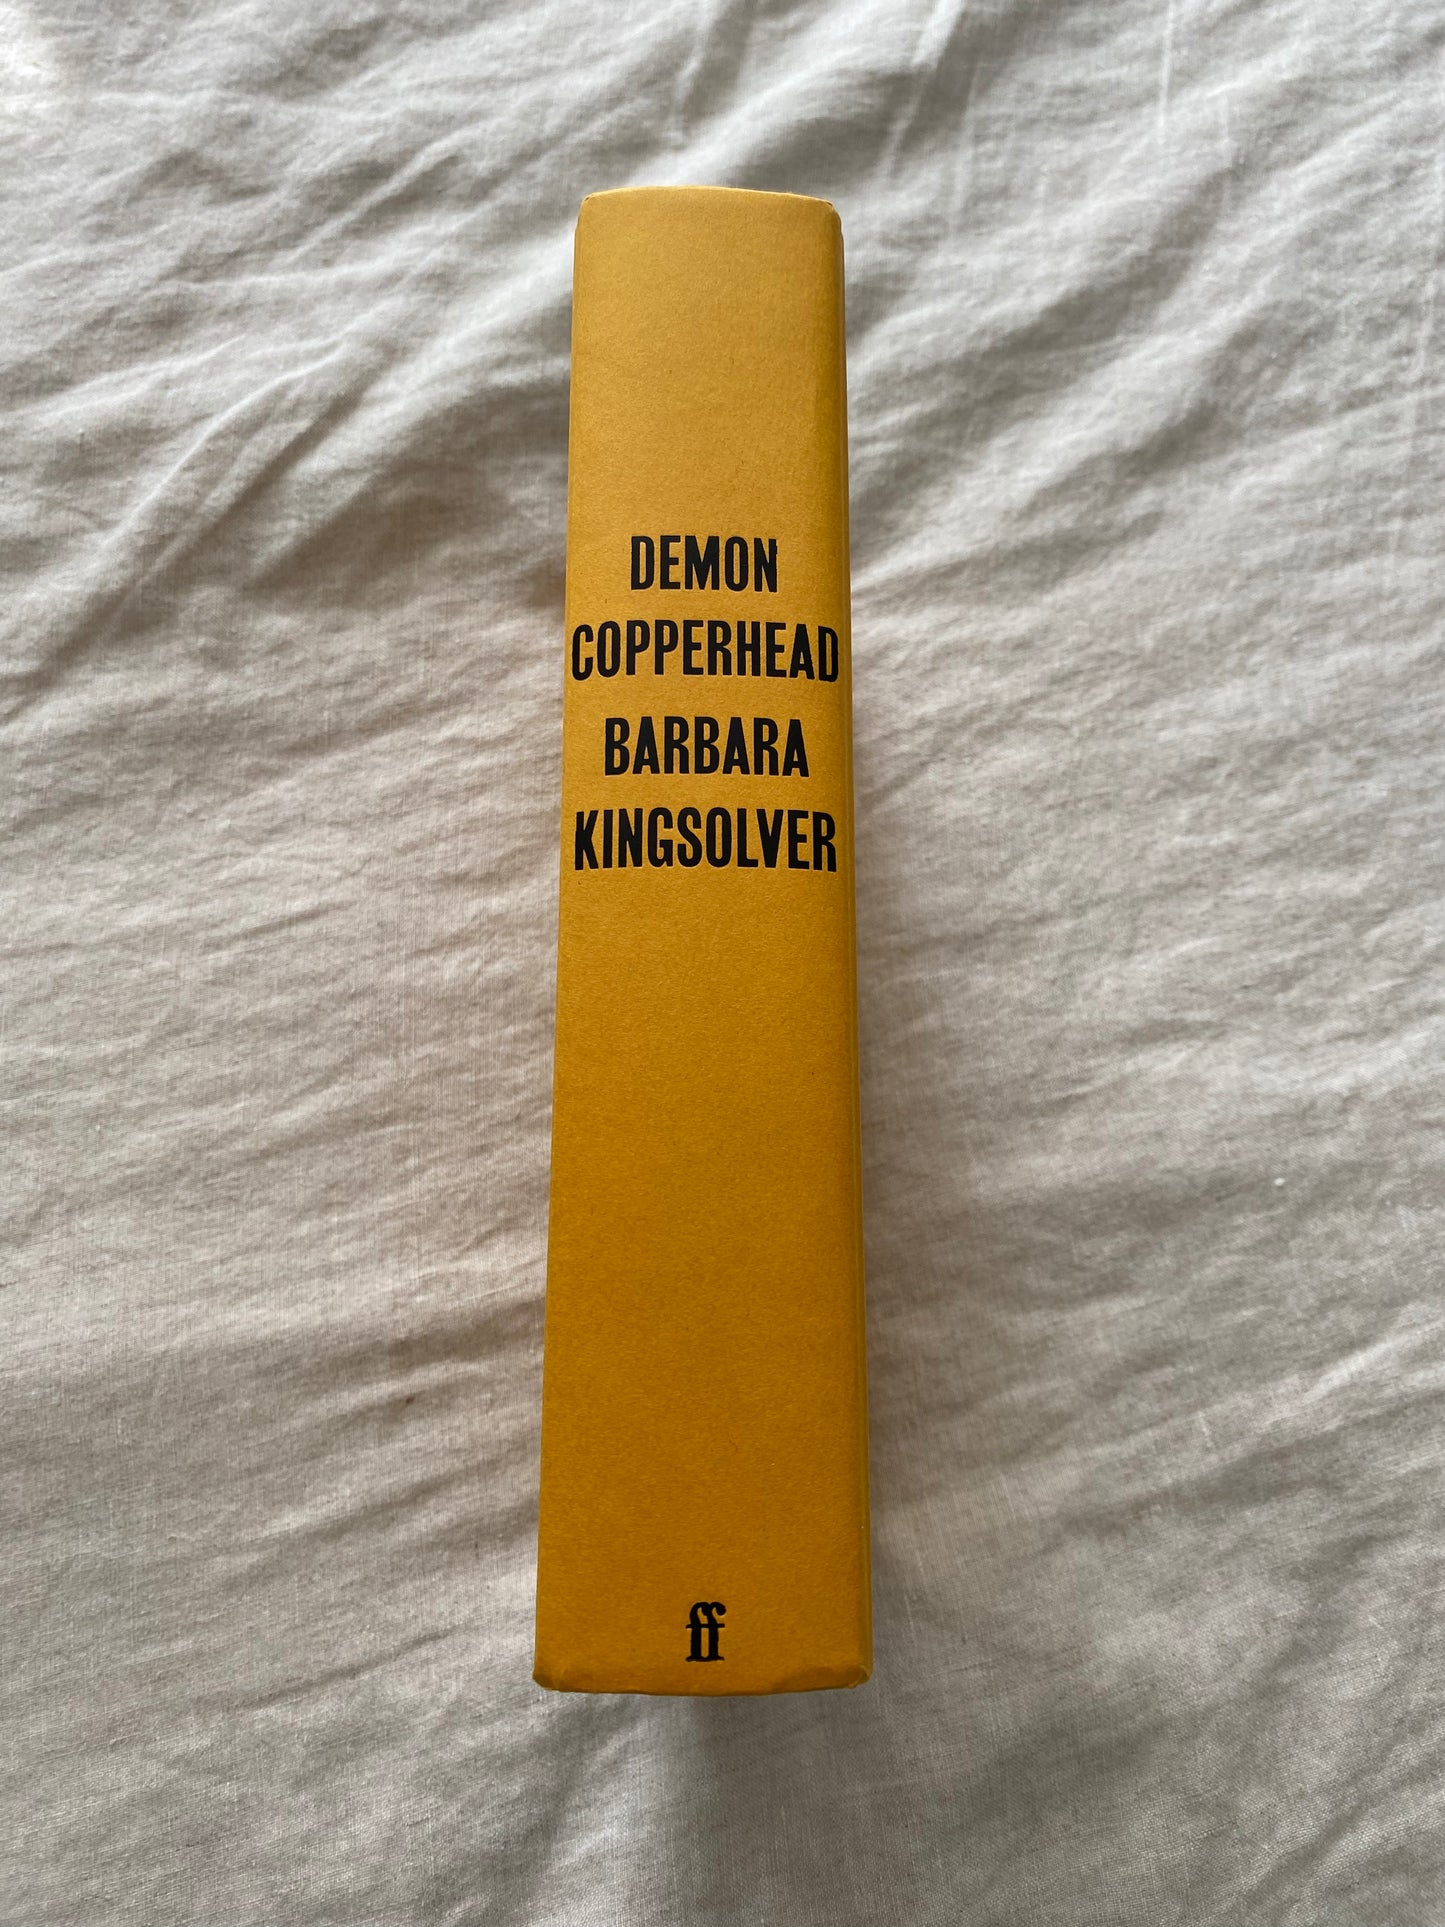 DEMON
COPPERHEAD
BARBARA
KINGSOLVER
ff